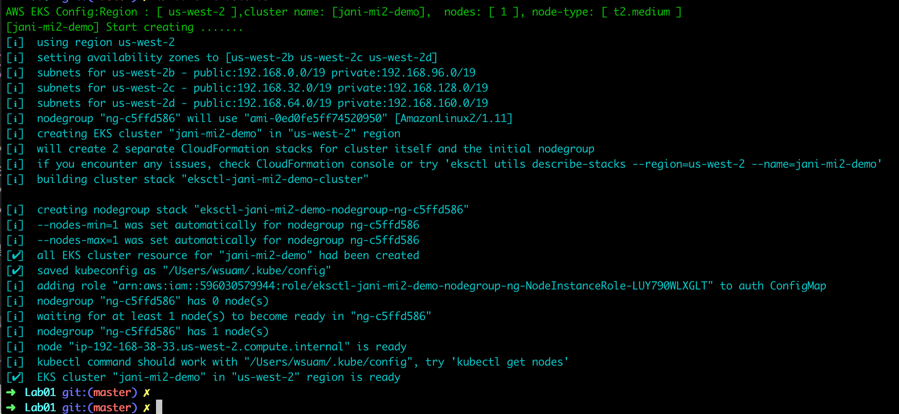 AWS EKS Config:Region : [ us-west-2 ],cluster name: [jani-mi2-demo],  nodes: [ 1 ], node-type: [ t2.medium ]
[jani-mi2-demo] Start creating .......
[ℹ]  using region us-west-2
[ℹ]  setting availability zones to [us-west-2b us-west-2c us-west-2d]
[ℹ]  subnets for us-west-2b - public:192.168.0.0/19 private:192.168.96.0/19
[ℹ]  subnets for us-west-2c - public:192.168.32.0/19 private:192.168.128.0/19
[ℹ]  subnets for us-west-2d - public:192.168.64.0/19 private:192.168.160.0/19
[ℹ]  nodegroup "ng-c5ffd586" will use "ami-0ed0fe5ff74520950" [AmazonLinux2/1.11]
[ℹ]  creating EKS cluster "jani-mi2-demo" in "us-west-2" region
[ℹ]  will create 2 separate CloudFormation stacks for cluster itself and the initial nodegroup
[ℹ]  if you encounter any issues, check CloudFormation console or try 'eksctl utils describe-stacks --region=us-west-2 --name=jani-mi2-demo'
[ℹ]  building cluster stack "eksctl-jani-mi2-demo-cluster"
[ℹ]  creating nodegroup stack "eksctl-jani-mi2-demo-nodegroup-ng-c5ffd586"
[ℹ]  --nodes-min=1 was set automatically for nodegroup ng-c5ffd586
[ℹ]  --nodes-max=1 was set automatically for nodegroup ng-c5ffd586
[✔]  all EKS cluster resource for "jani-mi2-demo" had been created
[✔]  saved kubeconfig as "/Users/wsuam/.kube/config"
[ℹ]  adding role "arn:aws:iam::596030579944:role/eksctl-jani-mi2-demo-nodegroup-ng-NodeInstanceRole-LUY790WLXGLT" to auth ConfigMap
[ℹ]  nodegroup "ng-c5ffd586" has 0 node(s)
[ℹ]  waiting for at least 1 node(s) to become ready in "ng-c5ffd586"
[ℹ]  nodegroup "ng-c5ffd586" has 1 node(s)
[ℹ]  node "ip-192-168-38-33.us-west-2.compute.internal" is ready
[ℹ]  kubectl command should work with "/Users/wsuam/.kube/config", try 'kubectl get nodes'
[✔]  EKS cluster "jani-mi2-demo" in "us-west-2" region is ready
➜  Lab01 git:(master) ✗
➜  Lab01 git:(master) ✗